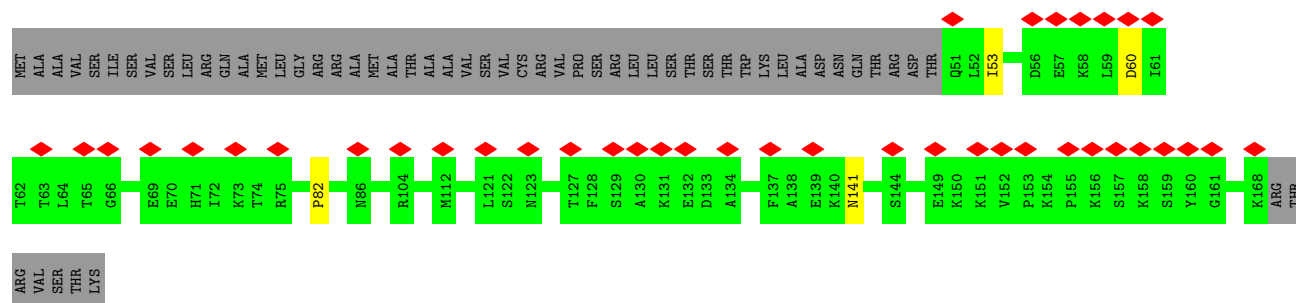 MET ALA ALA VAL SER ILE SER VAL SER LEU ARG GLN ALA MET LEU GLY ARG ARG ALA MET ALA THR ALA ALA VAL SER VAL CYS ARG VAL PRO SER ARG LEU LEU SER THR SER THR TRP LYS LEU ALA ASP ASN GLN THR ARG ASP THR Q51 L52 I53 D56 E57 K58 L59 D60 I61
T62 T63 L64 T65 G66 E69 E70 H71 I72 K73 T74 R75 P82 N86 R104 M112 L121 S122 N123 T127 F128 S129 A130 K131 E132 D133 A134 F137 A138 E139 K140 N141 S144 E149 K150 K151 V152 P153 K154 P155 K156 S157 K158 S159 Y160 G161 K168 ARG THR
ARG VAL SER THR LYS